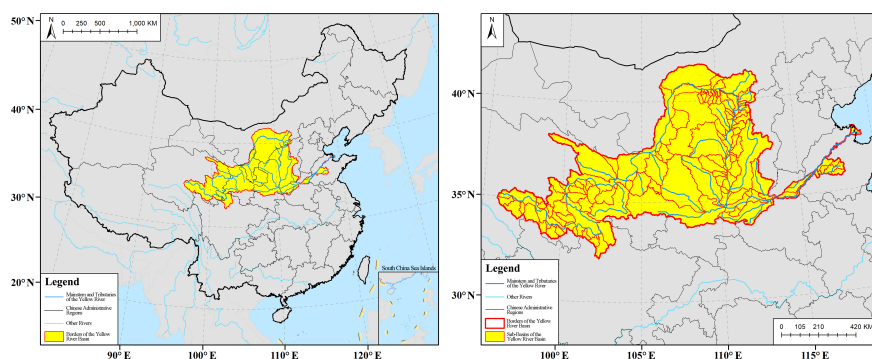 50°N
N
0 250 500 1,000 KM
40°N
30°N
20°N
Legend
Mainstem and Tributaries
of the Yellow River
Chinese Administrative
Regions
Other Rivers
Borders of the Yellow
River Basin
South China Sea Islands
90°E 100°E 110°E 120°E
N
40°N
35°N
30°N
Legend
Mainstem and Tributaries
of the Yellow River
Other Rivers
Chinese Administrative
Regions
Borders of the Yellow
River Basin
Sub-Basins of the Yellow
River Basin
0 105 210 420 KM
100°E 105°E 110°E 115°E